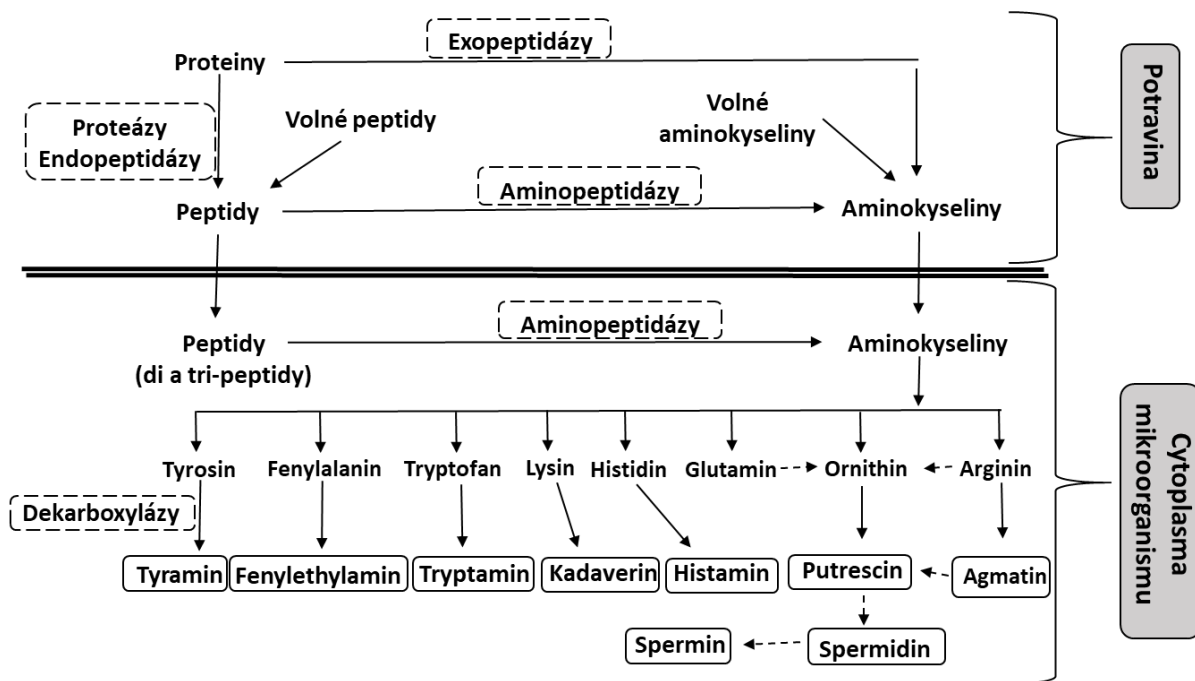 Exopeptidázy
Proteiny
Potravina
Proteázy
Endopeptidázy
Volné peptidy
Volné
aminokyseliny
Aminopeptidázy
Peptidy
Aminokyseliny
Aminopeptidázy
Peptidy
(di a tri-peptidy)
Aminokyseliny
Cytoplasma
mikroorganismu
Tyrosin
Fenylalanin
Tryptofan
Lysin
Histidin
Glutamin
Ornithin
Arginin
Dekarboxylázy
Tyramin
Fenylethylamin
Tryptamin
Kadaverin
Histamin
Putrescin
Agmatin
Spermin
Spermidin